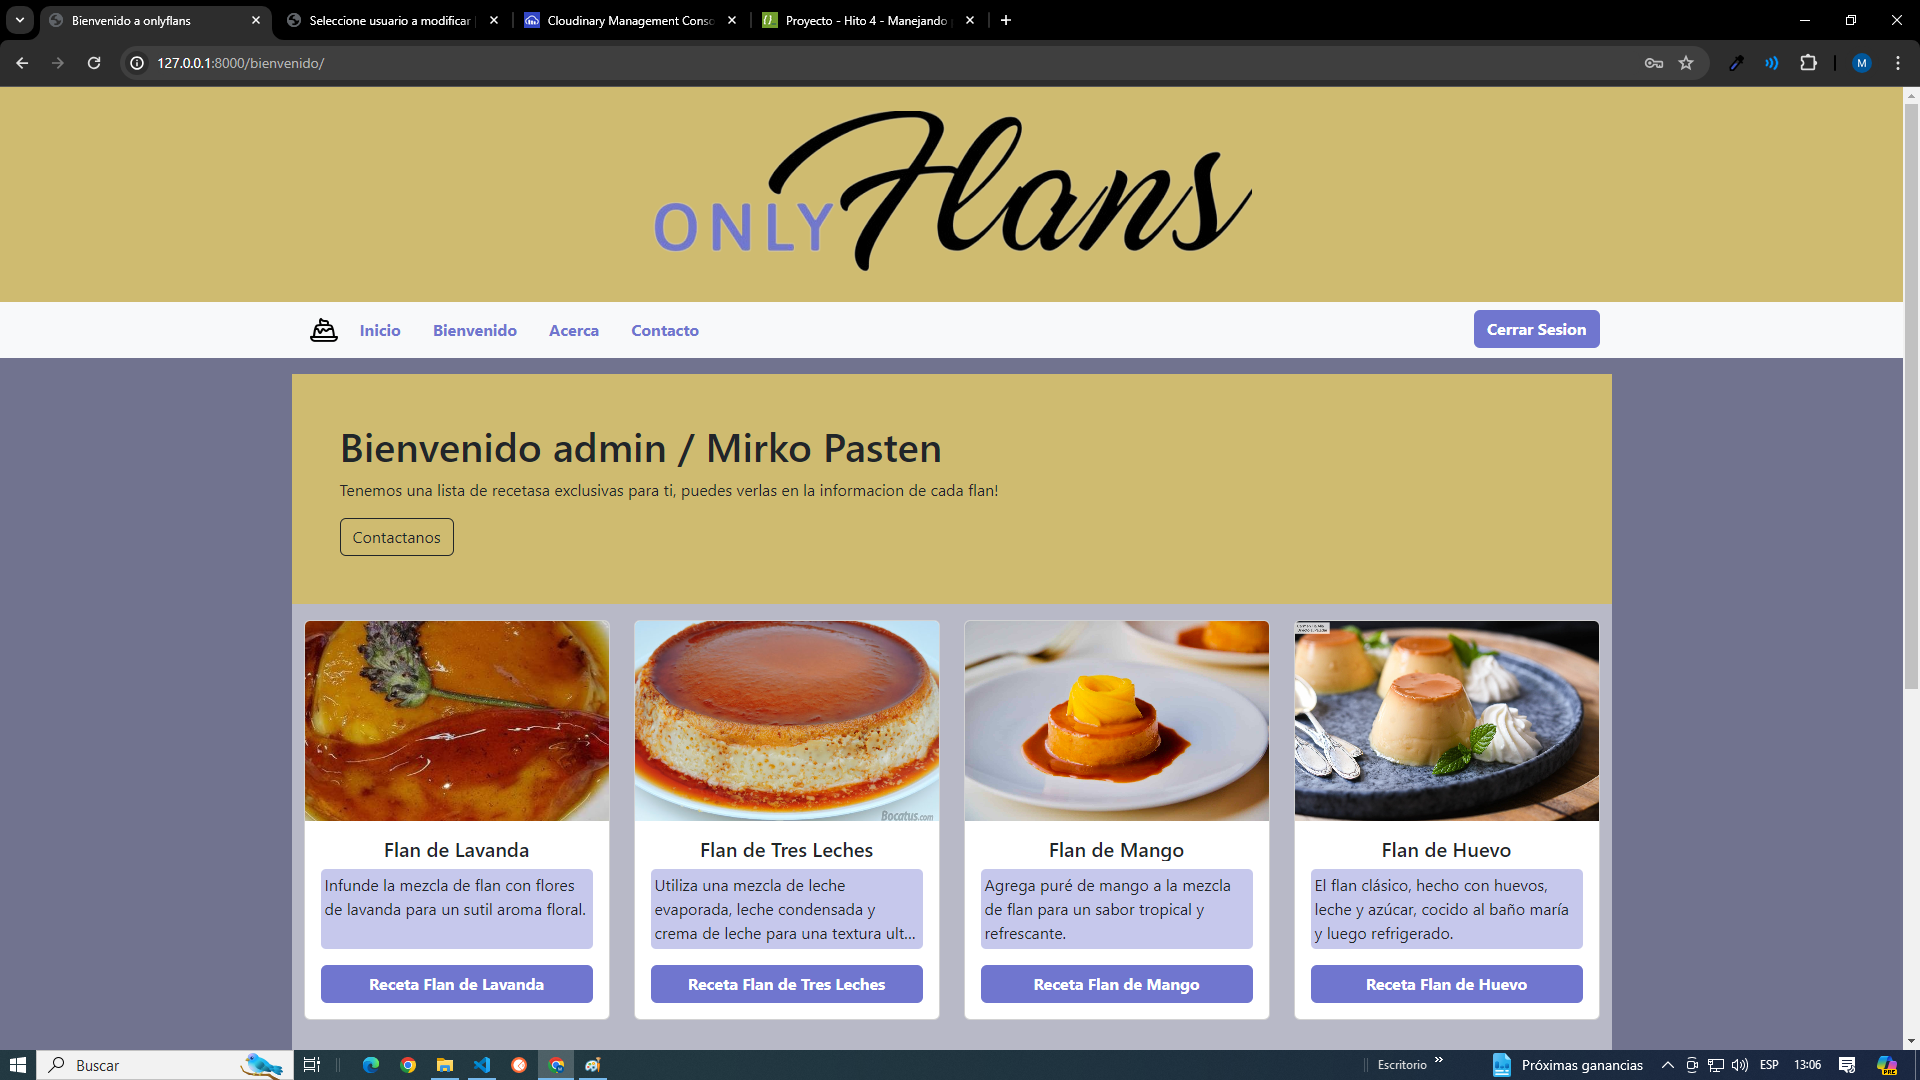 Bienvenido a onlyflans
Seleccione usuario a modificar
Cloudinary Management Conso
Proyecto - Hito 4 - Manejando
127.0.0.1:8000/bienvenido/
M
ONLY Flans
Inicio
Bienvenido
Acerca
Contacto
Cerrar Sesion
Bienvenido admin / Mirko Pasten
Tenemos una lista de recetasa exclusivas para ti, puedes verlas en la informacion de cada flan!
Contactanos
Bocatus.com
Flan de Lavanda
Infunde la mezcla de flan con flores
de lavanda para un sutil aroma floral.
Receta Flan de Lavanda
Flan de Tres Leches
Utiliza una mezcla de leche
evaporada, leche condensada y
crema de leche para una textura ult...
Receta Flan de Tres Leches
Flan de Mango
Agrega puré de mango a la mezcla
de flan para un sabor tropical y
refrescante.
Receta Flan de Mango
Flan de Huevo
El flan clásico, hecho con huevos,
leche y azúcar, cocido al baño maría
y luego refrigerado.
Receta Flan de Huevo
Buscar
Escritorio
Próximas ganancias
ESP
13:06
PRE